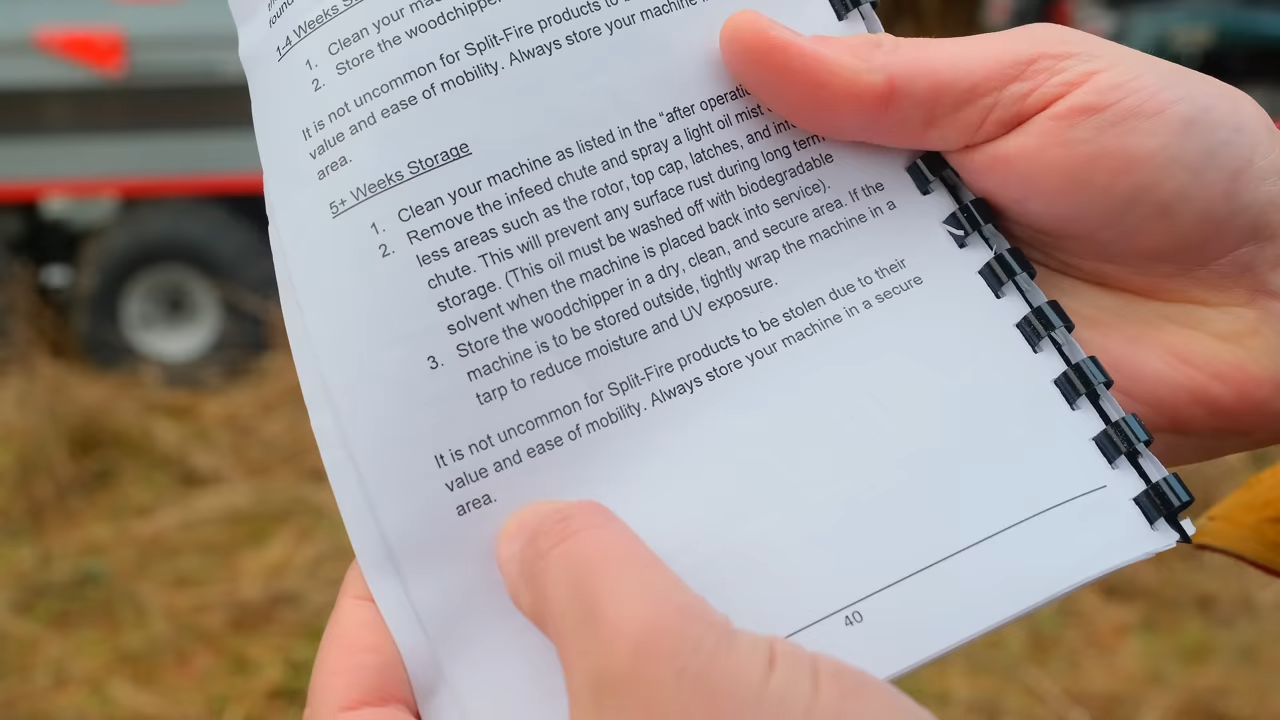 1-4 Weeks
1. Clean your
2. Store the woodchipper
It is not uncommon for Split-Fire products to
value and ease of mobility. Always store your machine
area.
5+ Weeks Storage
1. Clean your machine as listed in the "after
2. Remove the infeed chute and spray a light oil mist
less areas such as the rotor, top cap, latches, and
chute. This will prevent any surface rust during long term
storage. (This oil must be washed off with biodegradable
solvent when the machine is placed back into service).
3. Store the woodchipper in a dry, clean, and secure area. If the
machine is to be stored outside, tightly wrap the machine in a
tarp to reduce moisture and UV exposure.
It is not uncommon for Split-Fire products to be stolen due to their
value and ease of mobility. Always store your machine in a secure
area.
40